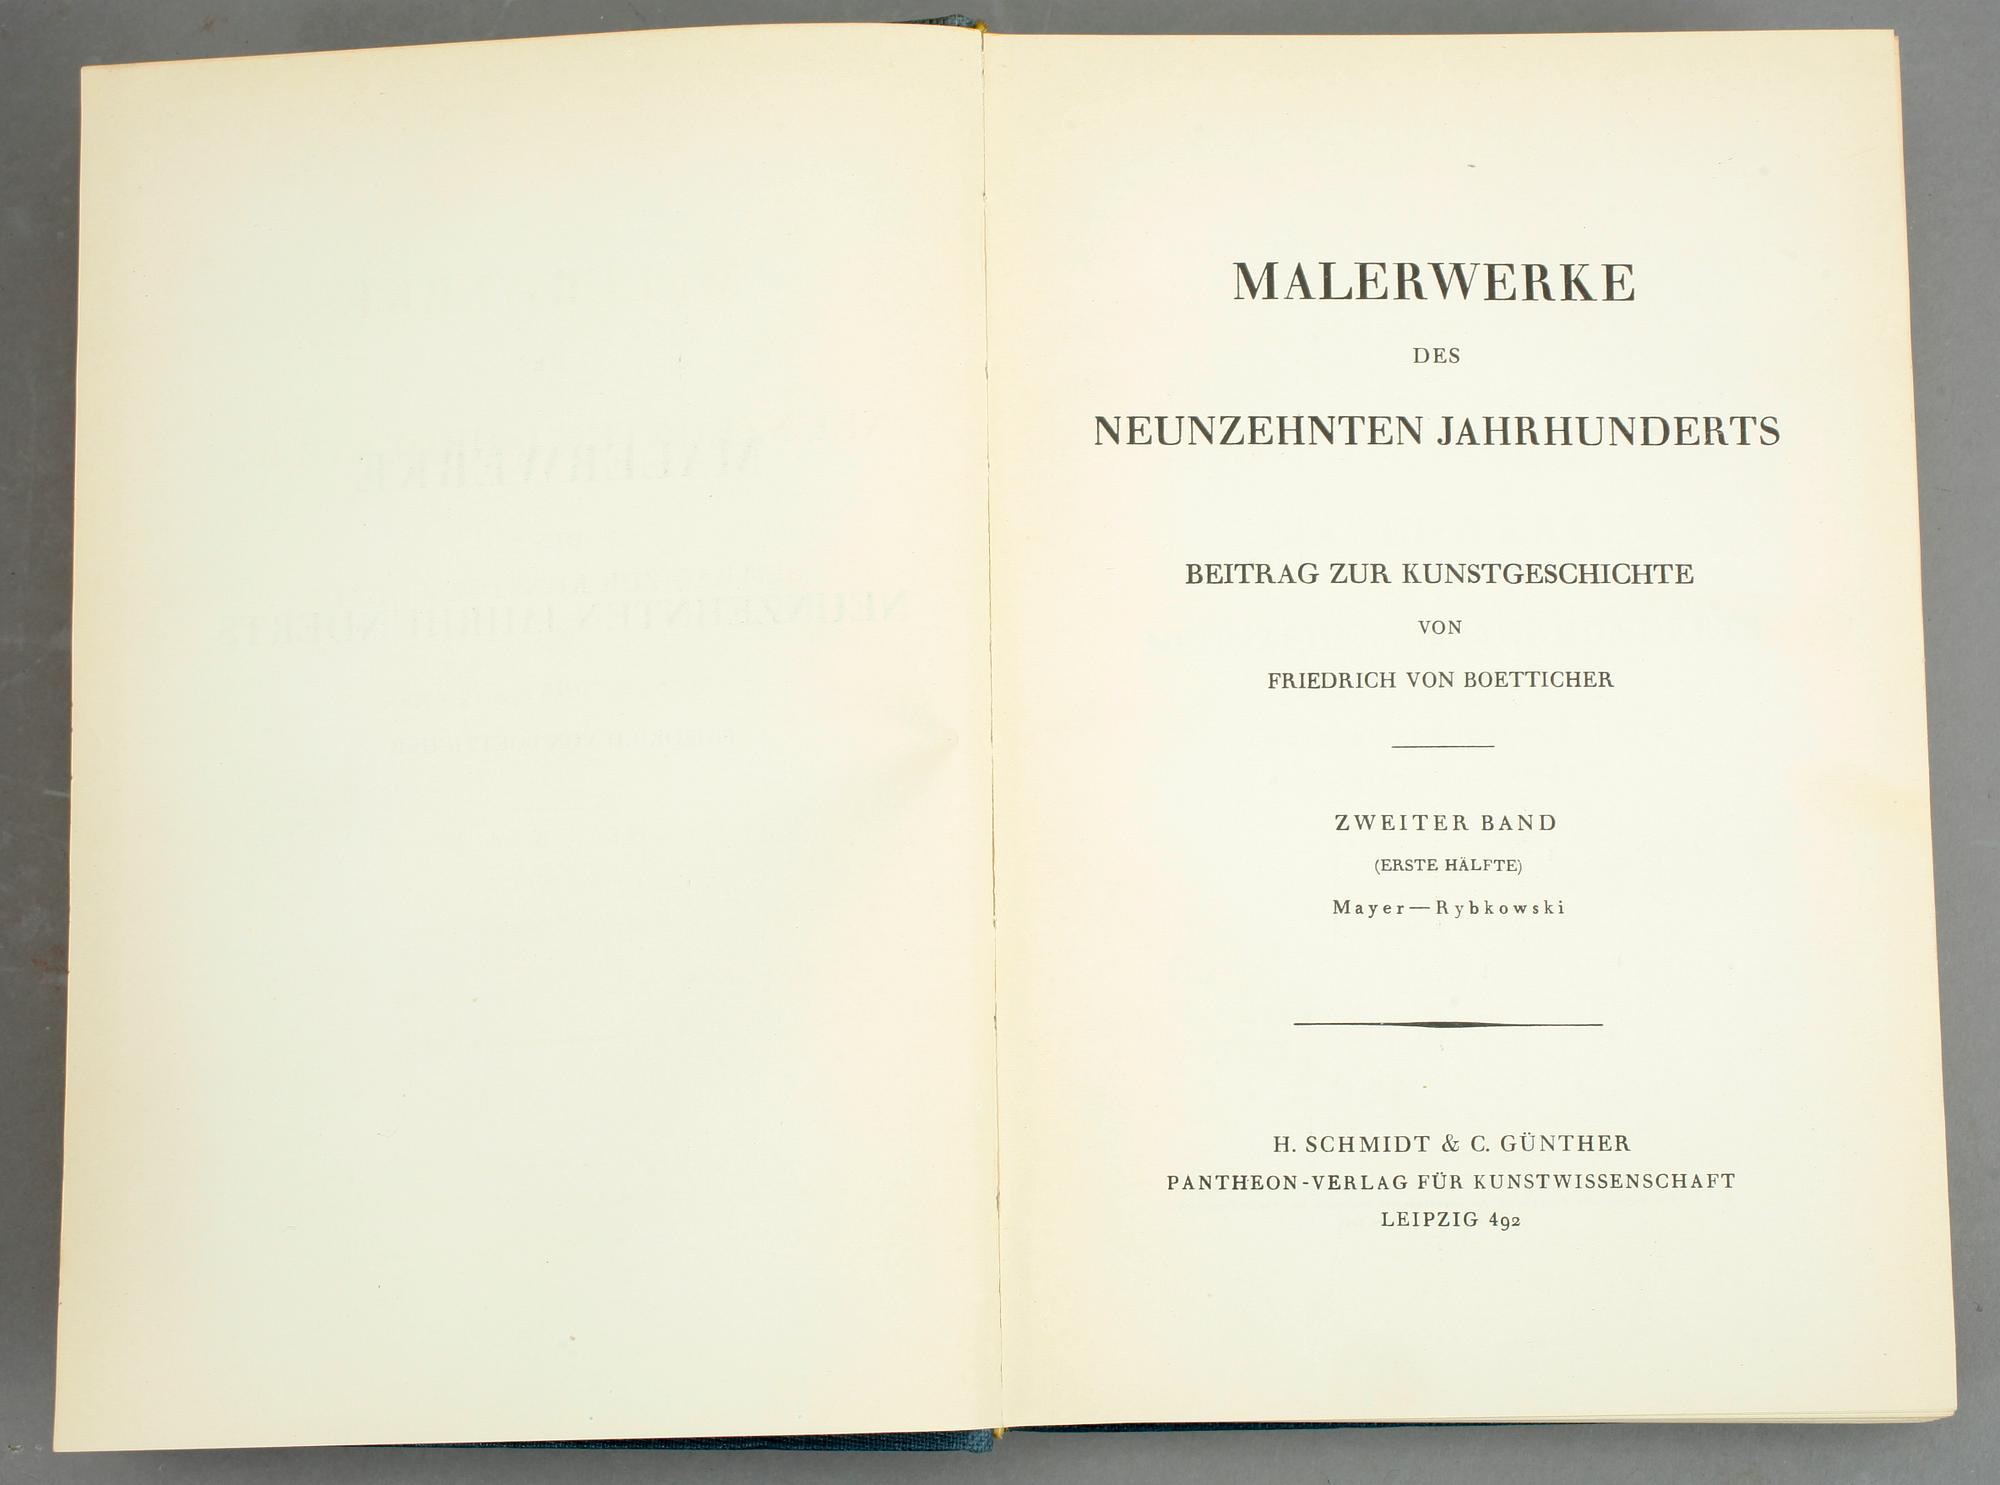 MALERWERKE
DES
NEUNZEHNTEN JAHRHUNDERTS
BEITRAG ZUR KUNSTGESCHICHTE
VON
FRIEDRICH VON BOETTICHER
ZWEITER BAND
(ERSTE HÄLFTE)
Mayer—Rybkowski
H. SCHMIDT & C. GÜNTHER
PANTHEON-VERLAG FÜR KUNSTWISSENSCHAFT
LEIPZIG 492